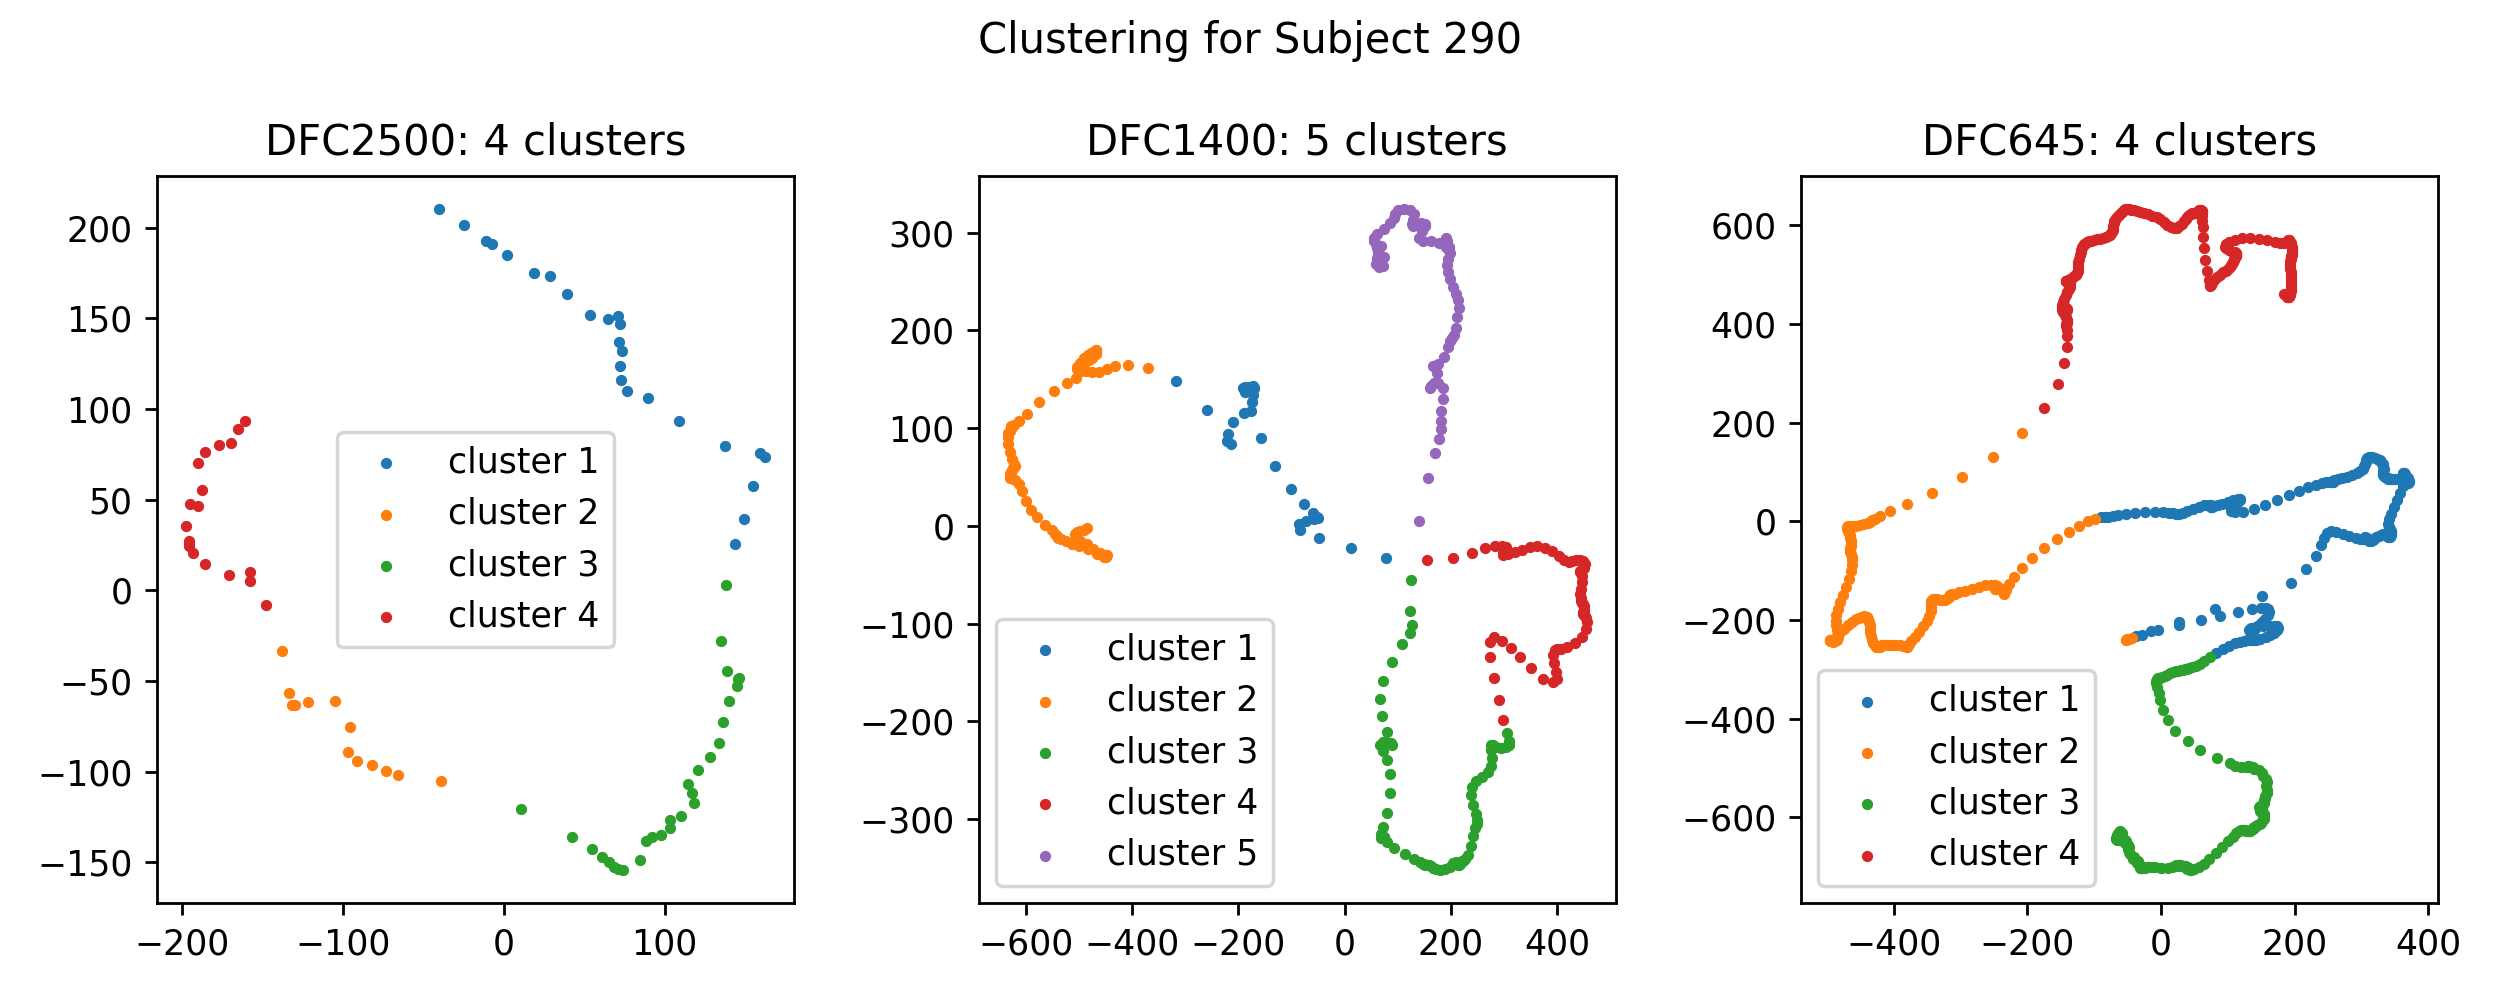 Clustering for Subject 290
DFC2500: 4 clusters
200
150
100
50
0
−50
−100
−150
−200
−100
0
100
cluster 1
cluster 2
cluster 3
cluster 4
DFC1400: 5 clusters
300
200
100
0
−100
−200
−300
−600
−400
−200
0
200
400
cluster 1
cluster 2
cluster 3
cluster 4
cluster 5
DFC645: 4 clusters
600
400
200
0
−200
−400
−600
−400
−200
0
200
400
cluster 1
cluster 2
cluster 3
cluster 4